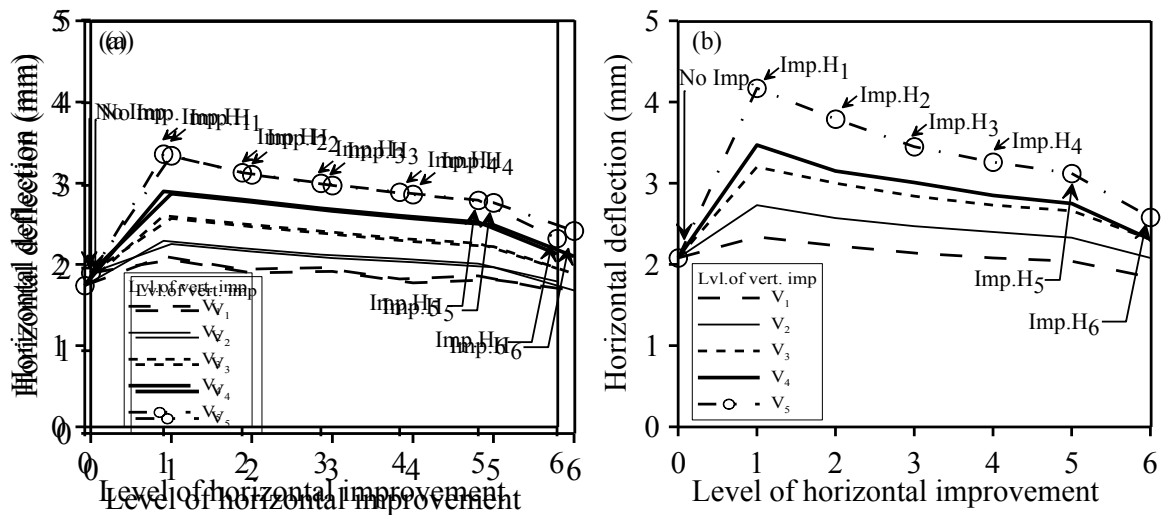 (a)
Horizontal deflection (mm)
5
4
3
2
1
0
No Imp.
Imp.H1
Imp.H2
Imp.H3
Imp.H4
Imp.H5
Imp.H6
Lvl.of vert. imp
V1
V2
V3
V4
V5
0 1 2 3 4 5 6
Level of horizontal improvement
(b)
Horizontal deflection (mm)
5
4
3
2
1
0
No Imp.
Imp.H1
Imp.H2
Imp.H3
Imp.H4
Imp.H5
Imp.H6
Lvl.of vert. imp
V1
V2
V3
V4
V5
0 1 2 3 4 5 6
Level of horizontal improvement